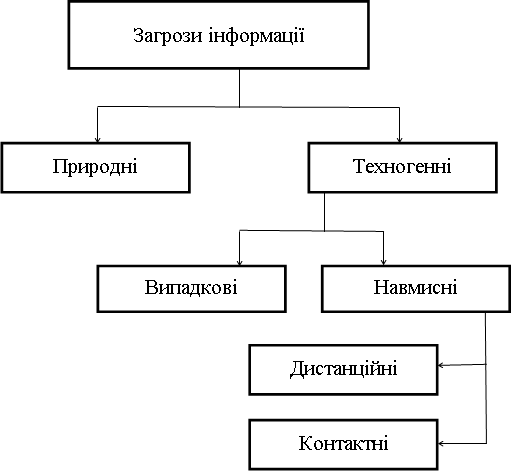 Загрози інформації
Природні
Техногенні
Випадкові
Навмисні
Дистанційні
Контактні